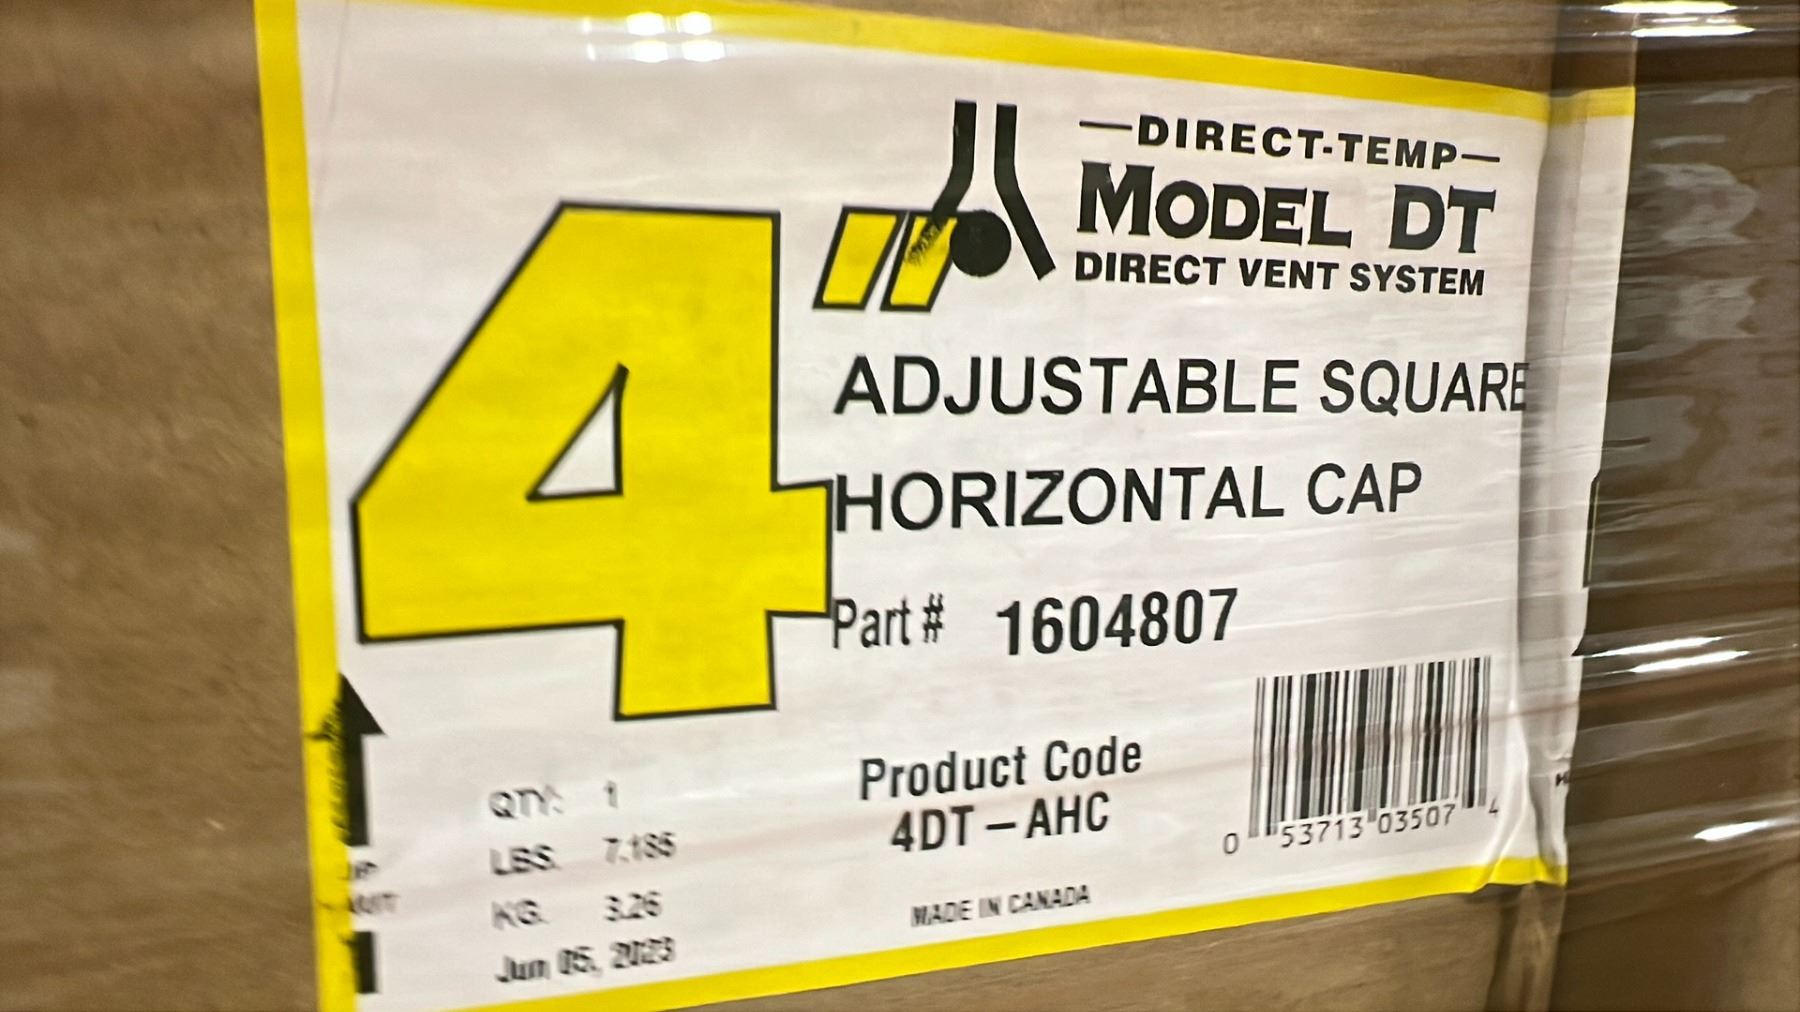 4"
—DIRECT-TEMP—
MODEL DT
DIRECT VENT SYSTEM
ADJUSTABLE SQUARE
HORIZONTAL CAP
Part # 1604807
Product Code
4DT – AHC
0 53713 03507 4
QTY: 1
LBS. 7.185
KG. 3.26
Jun 05, 2023
MADE IN CANADA